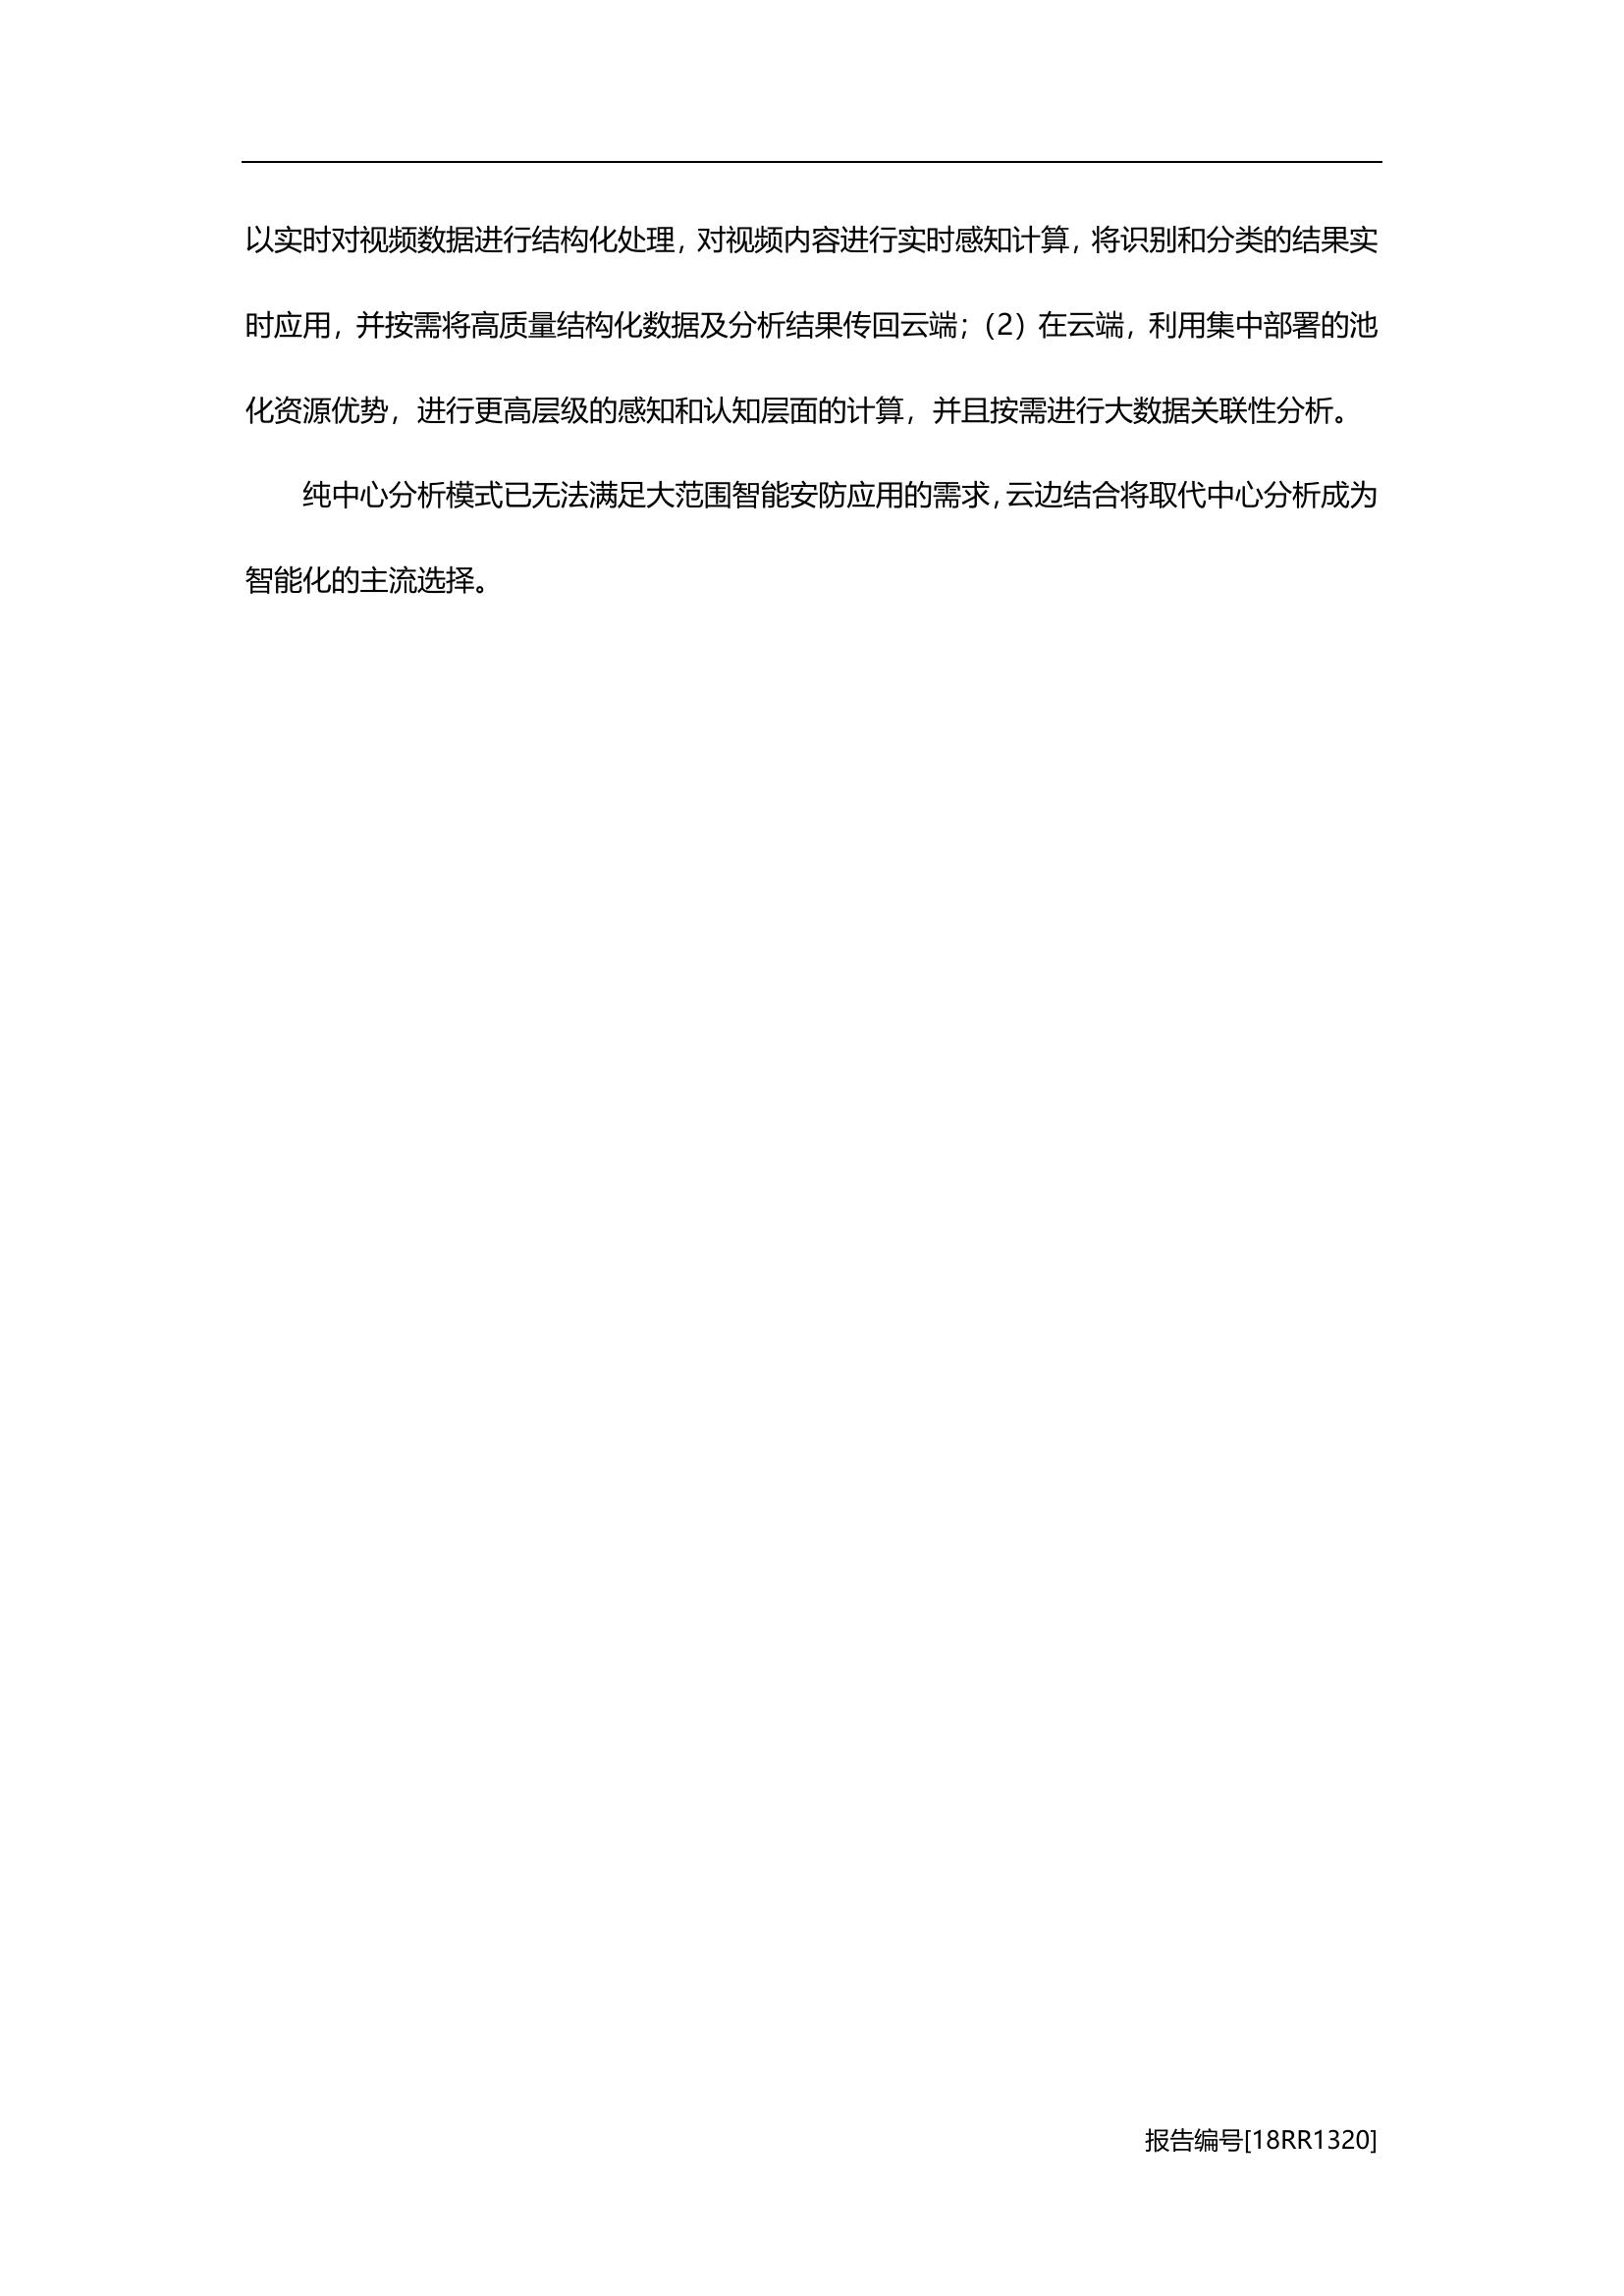 以实时对视频数据进行结构化处理，对视频内容进行实时感知计算，将识别和分类的结果实
时应用，并按需将高质量结构化数据及分析结果传回云端；（2）在云端，利用集中部署的池
化资源优势，进行更高层级的感知和认知层面的计算，并且按需进行大数据关联性分析。
纯中心分析模式已无法满足大范围智能安防应用的需求，云边结合将取代中心分析成为
智能化的主流选择。
报告编号[18RR1320]